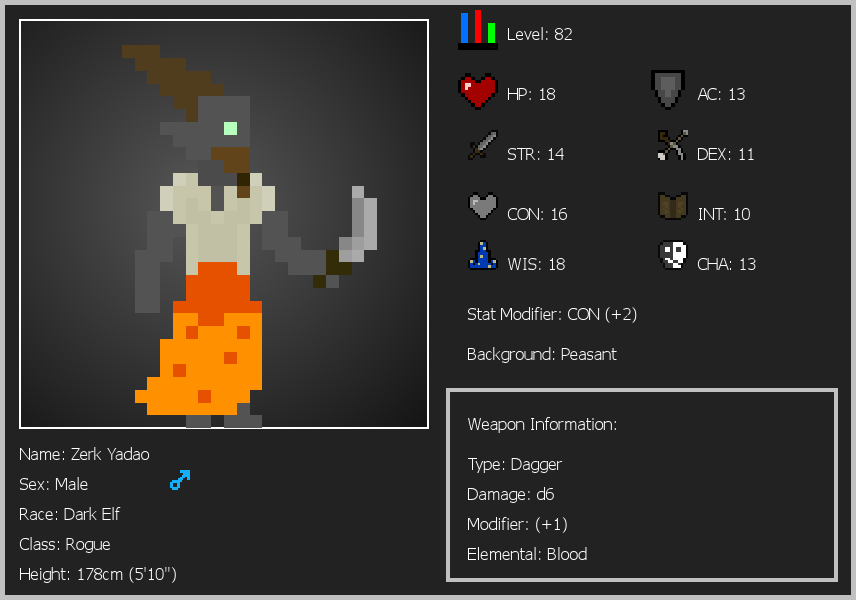 Level: 82
HP: 18
AC: 13
STR: 14
DEX: 11
CON: 16
INT: 10
WIS: 18
CHA: 13
Stat Modifier: CON (+2)
Background: Peasant
Weapon Information:
Type: Dagger
Damage: d6
Modifier: (+1)
Elemental: Blood
Name: Zerk Yadao
Sex: Male
Race: Dark Elf
Class: Rogue
Height: 178cm (5'10")